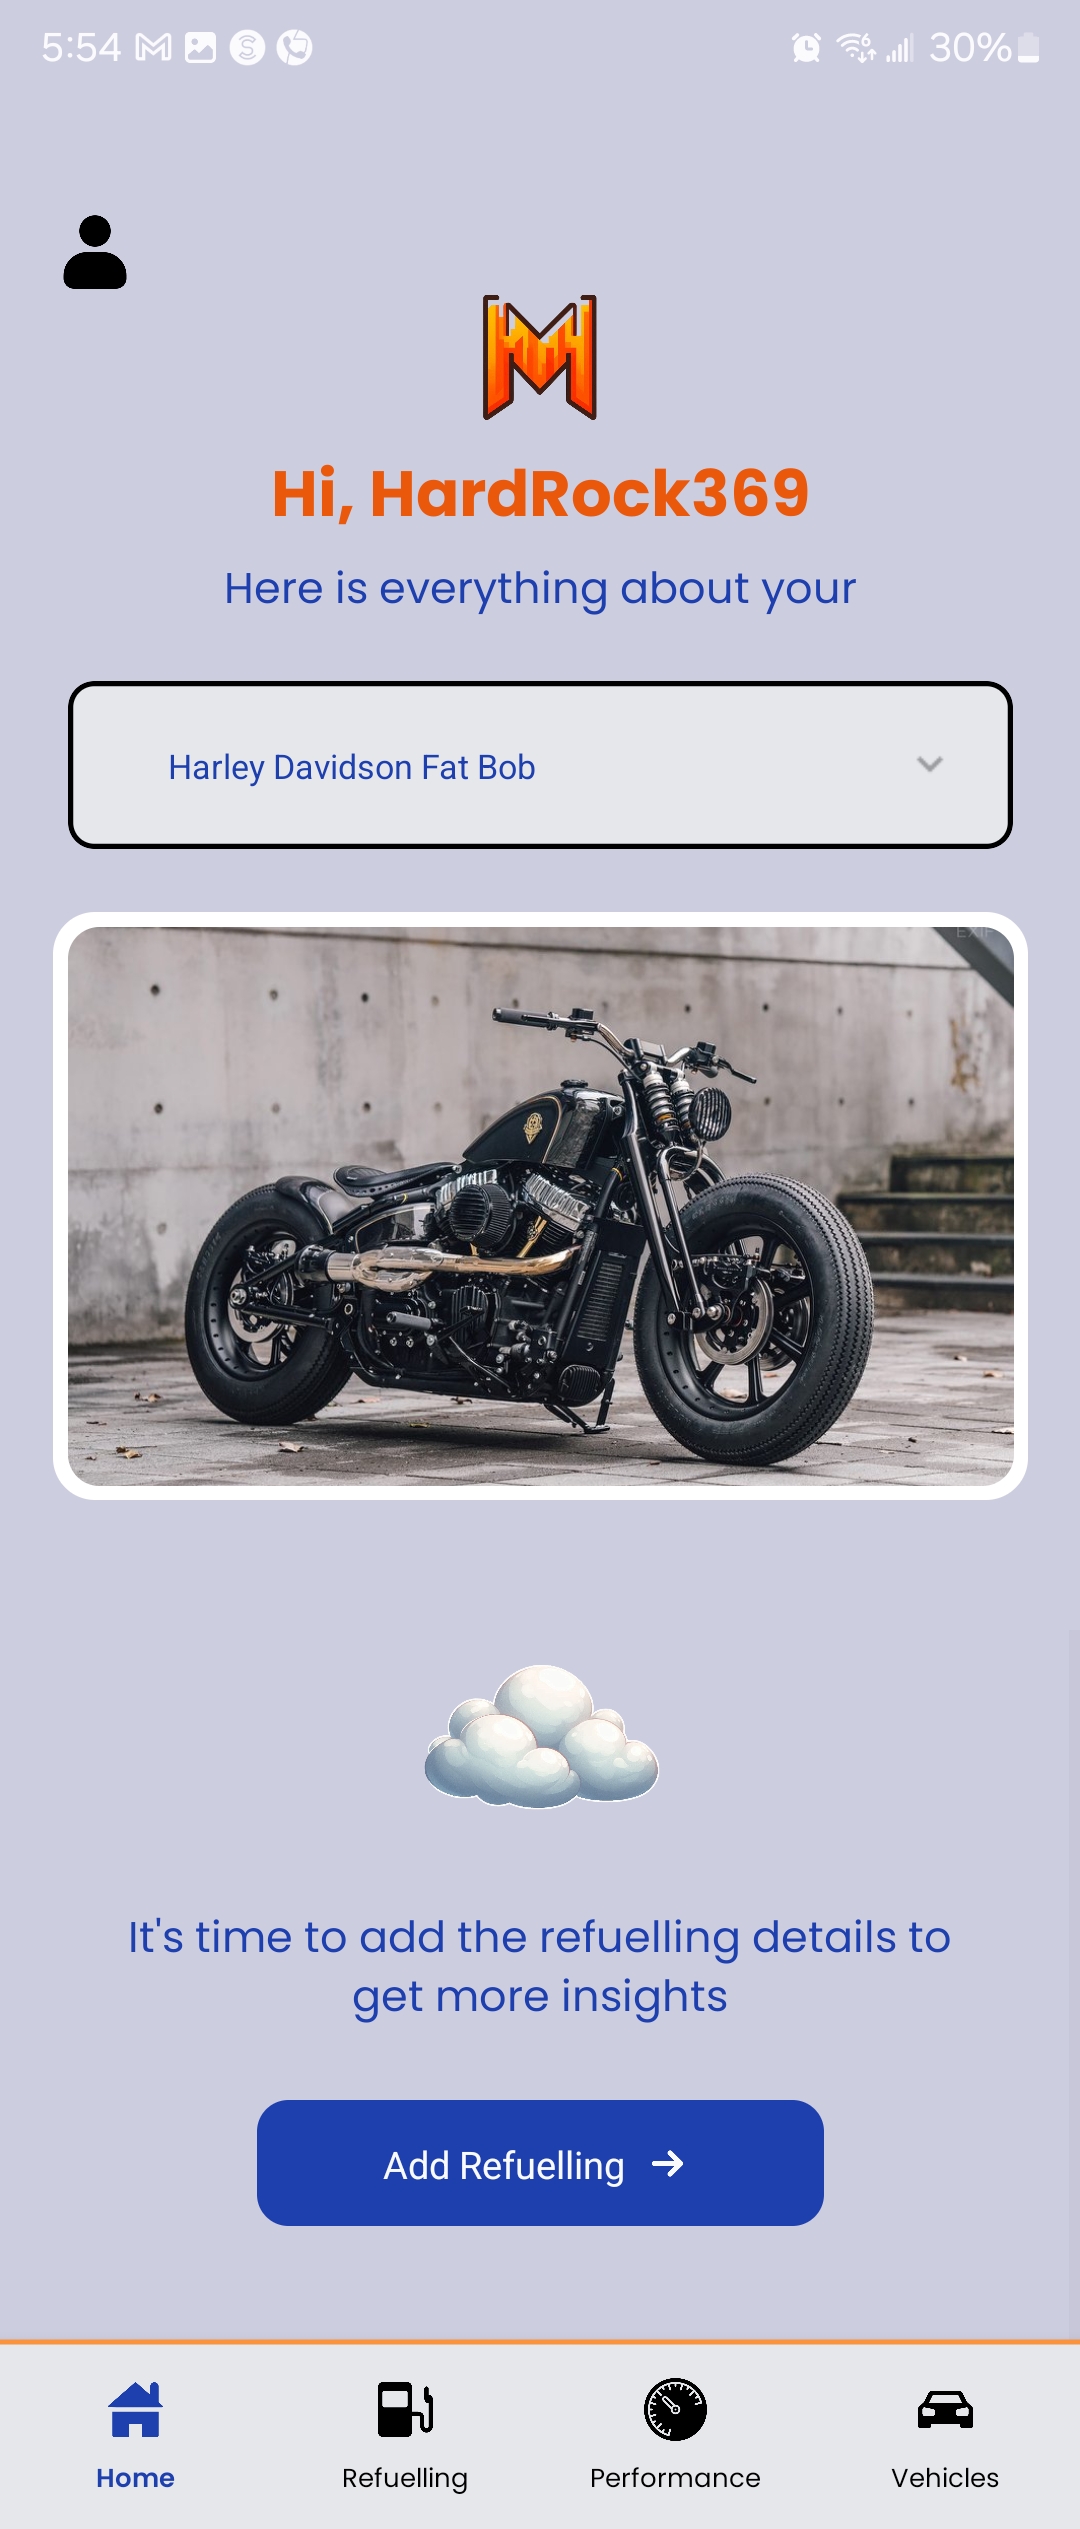 5:54
30%
Hi, HardRock369
Here is everything about your
Harley Davidson Fat Bob
EXIF
It's time to add the refuelling details to
get more insights
Add Refuelling
Home
Refuelling
Performance
Vehicles